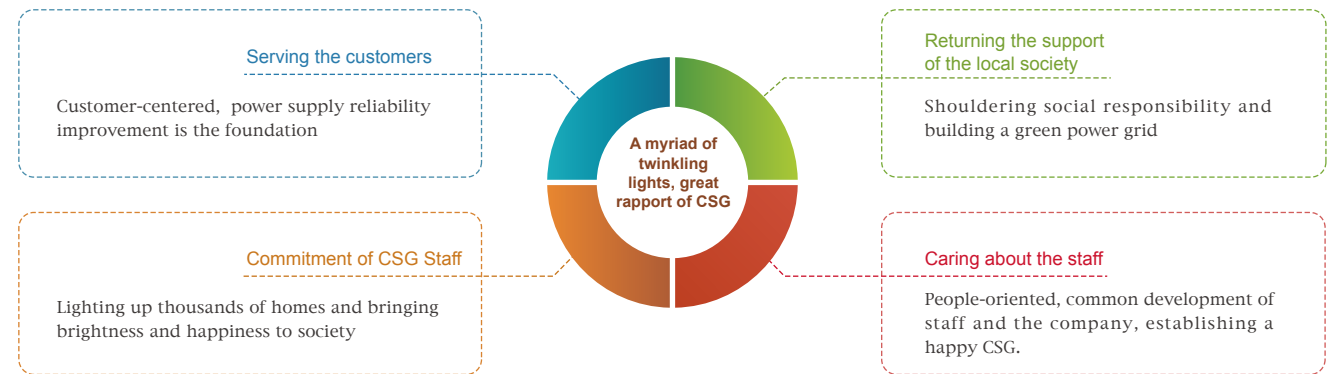 Serving the customers
Customer-centered, power supply reliability
improvement is the foundation
Returning the support
of the local society
Shouldering social responsibility and
building a green power grid
A myriad of
twinkling
lights, great
rapport of CSG
Commitment of CSG Staff
Lighting up thousands of homes and bringing
brightness and happiness to society
Caring about the staff
People-oriented, common development of
staff and the company, establishing a
happy CSG.